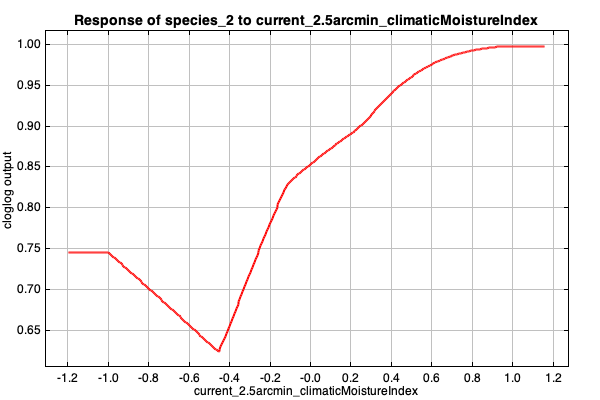 Response of species_2 to current_2.5arcmin_climaticMoistureIndex
cloglog output
1.00
0.95
0.90
0.85
0.80
0.75
0.70
0.65
-1.2 -1.0 -0.8 -0.6 -0.4 -0.2 -0.0 0.2 0.4 0.6 0.8 1.0 1.2
current_2.5arcmin_climaticMoistureIndex